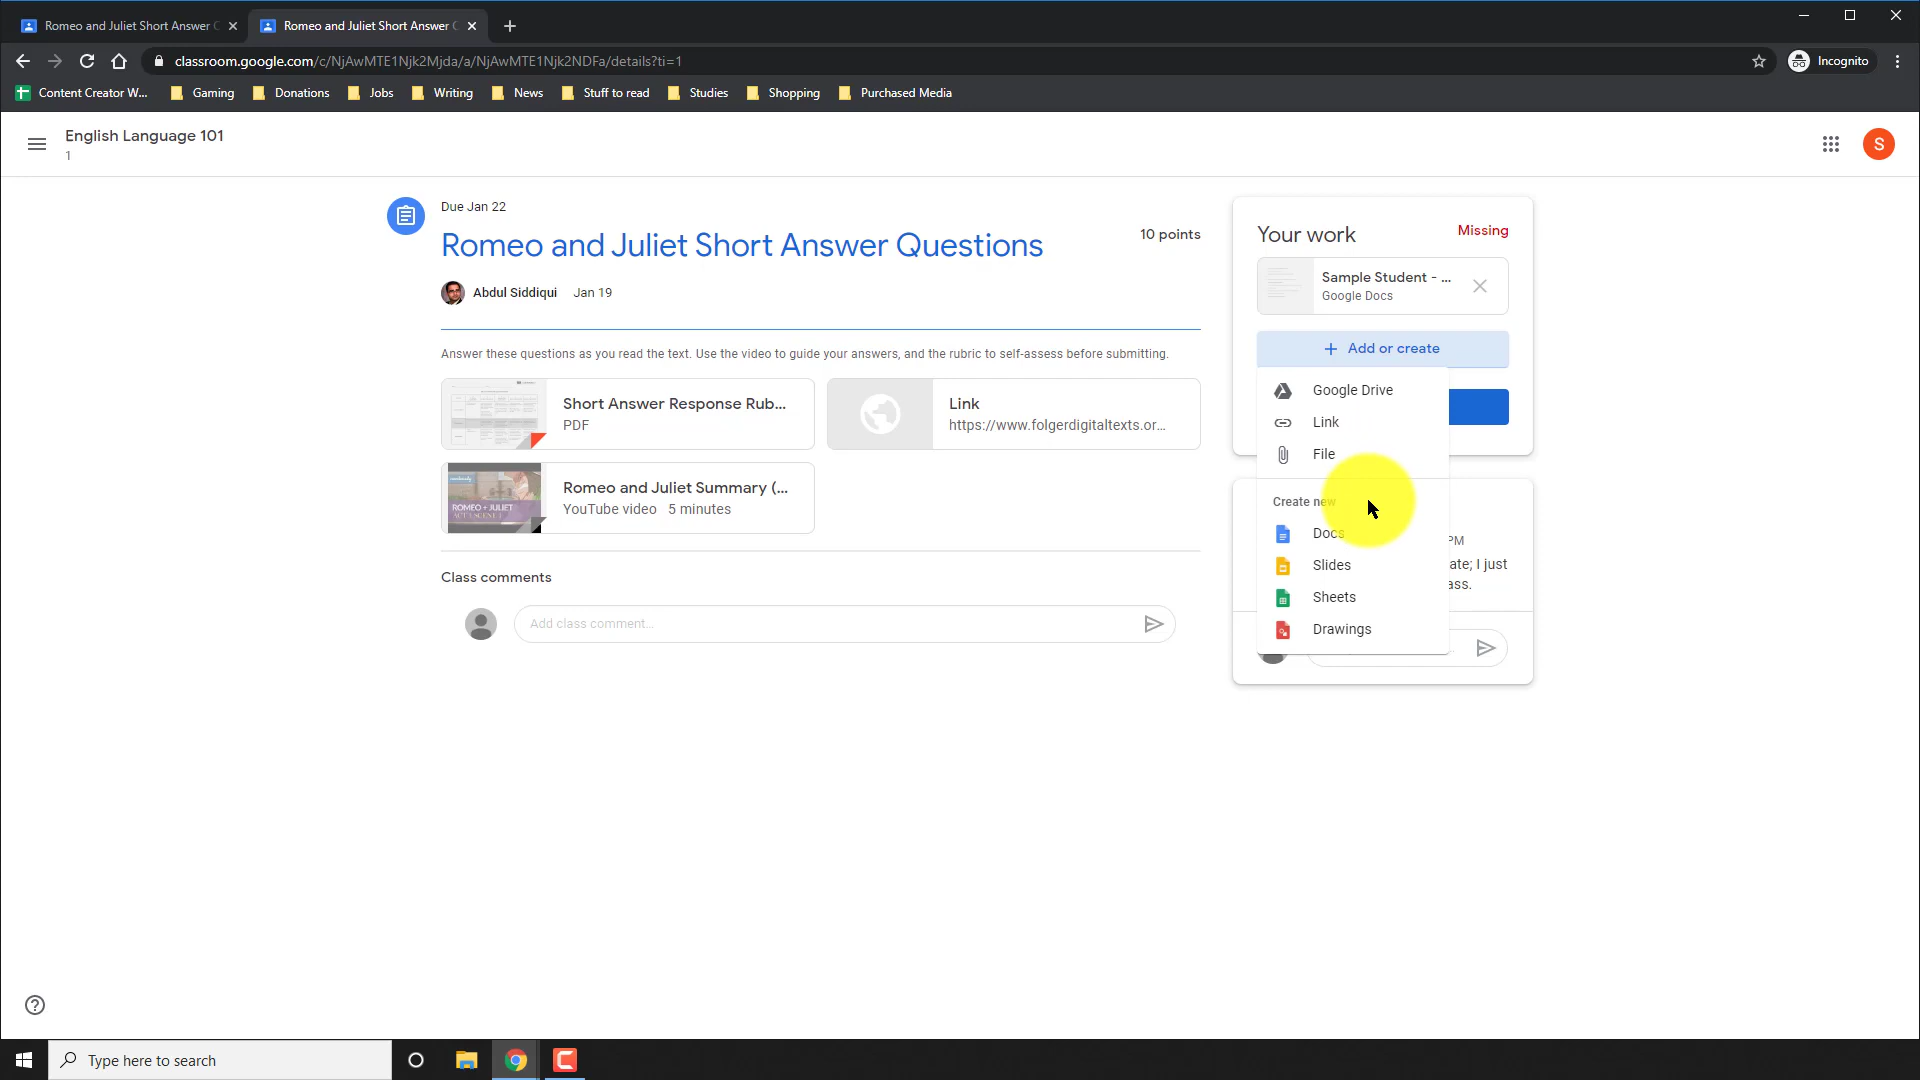 Romeo and Juliet Short Answer
Romeo and Juliet Short Answer
classroom.google.com/c/NjAwMTE1Njk2Mjda/a/NjAwMTE1Njk2NDFa/details?ti=1
Incognito
Content Creator W...
Gaming
Donations
Jobs
Writing
News
Stuff to read
Studies
Shopping
Purchased Media
English Language 101
1
S
Due Jan 22
Romeo and Juliet Short Answer Questions
10 points
Abdul Siddiqui Jan 19
Answer these questions as you read the text. Use the video to guide your answers, and the rubric to self-assess before submitting.
Short Answer Response Rub...
PDF
Link
https://www.folgerdigitaltexts.or...
ROMEO + JULIET
Romeo and Juliet Summary (...
YouTube video 5 minutes
Class comments
Add class comment...
Your work
Missing
Sample Student - ...
Google Docs
+ Add or create
Google Drive
Link
File
Create new
Docs
Slides
Sheets
Drawings
PM
ate; I just
ass.
Type here to search